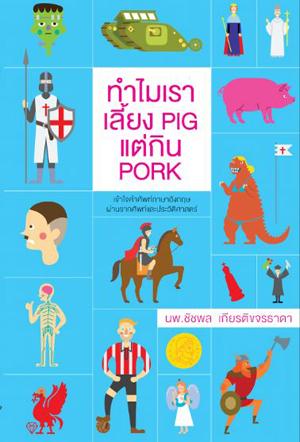 ทำไมเรา
เลี้ยง PIG
แต่กิน
PORK
เข้าใจคำศัพท์ภาษาอังกฤษ
ผ่านรากศัพท์และประวัติศาสตร์
นพ.ชัชพล เกียรติขจรธาดา